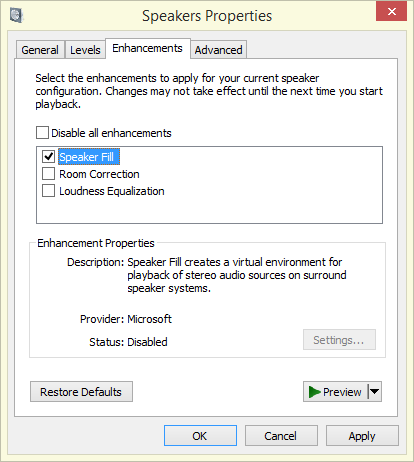 Speakers Properties
General Levels Enhancements Advanced
Select the enhancements to apply for your current speaker
configuration. Changes may not take effect until the next time you start
playback.
Disable all enhancements
Speaker Fill
Room Correction
Loudness Equalization
Enhancement Properties
Description: Speaker Fill creates a virtual environment for
playback of stereo audio sources on surround
speaker systems.
Provider: Microsoft
Status: Disabled
Settings...
Restore Defaults
Preview
OK Cancel Apply